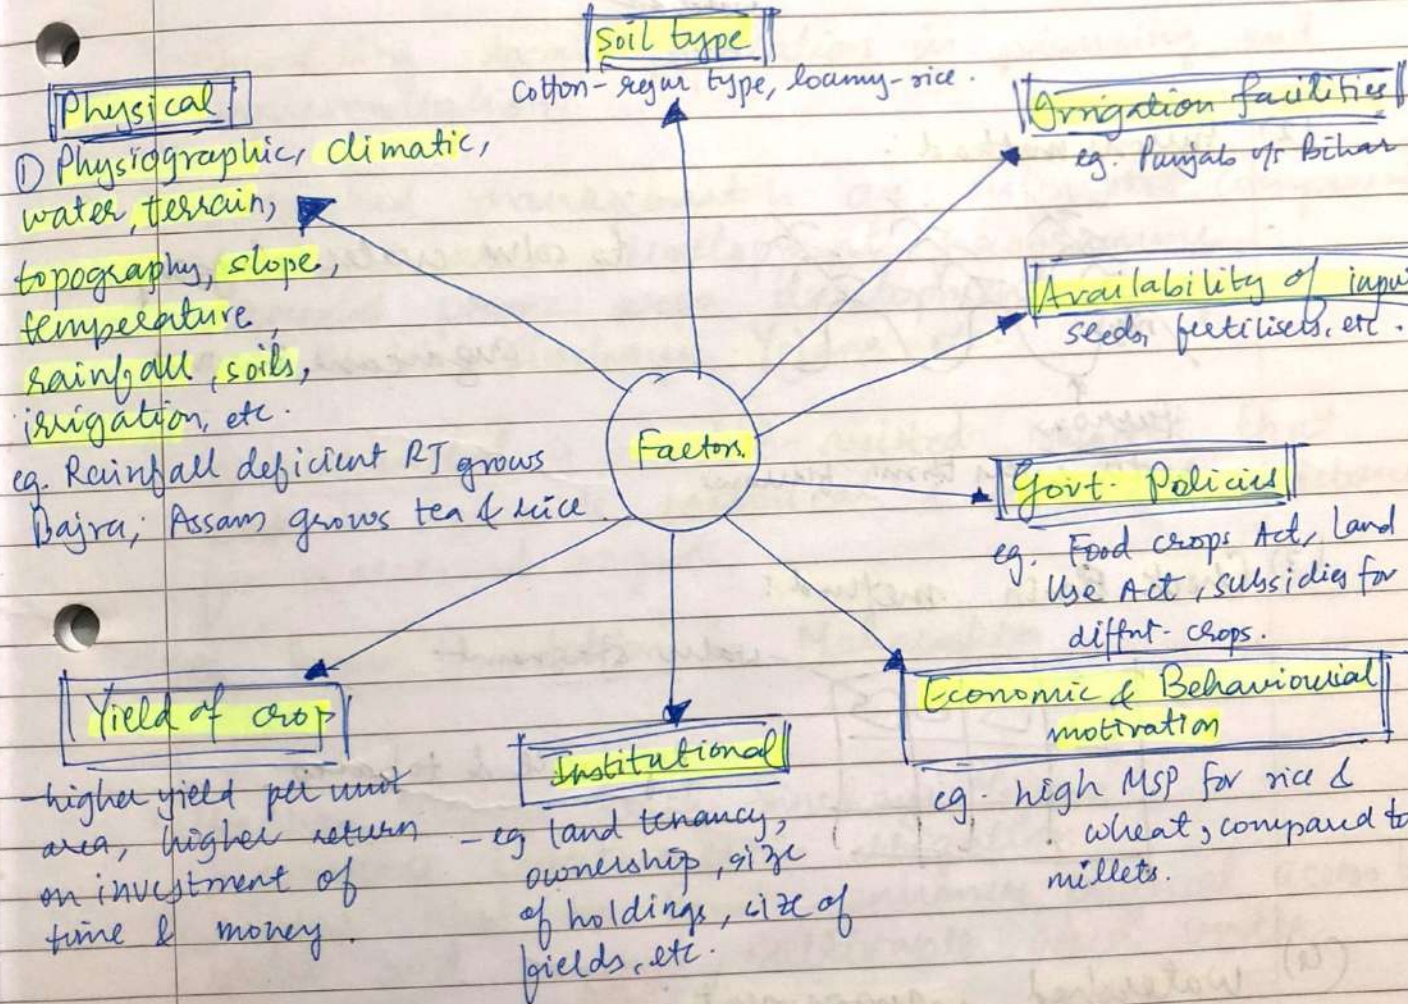 Soil type
cotton-regur type, loamy-rice.
Physical
① Physiographic, climatic,
water, terrain,
topography, slope,
temperature,
rainfall, soils,
irrigation, etc.
eg. Rainfall deficient RJ grows
Bajra; Assam grows tea & rice.
Irrigation facilities
eg. Punjab v/s Bihar
Availability of inpu
seeds, fertilisers, etc.
Factors
Govt. Policies
eg. Food crops Act, Land
Use Act, subsidies for
diffnt. crops.
Yield of crop
-higher yield per unit
area, higher return
on investment of
time & money.
Institutional
- eg land tenancy,
ownership, size
of holdings, size of
fields, etc.
Economic & Behaviourial
motivation
eg. high MSP for rice &
wheat, compared to
millets.